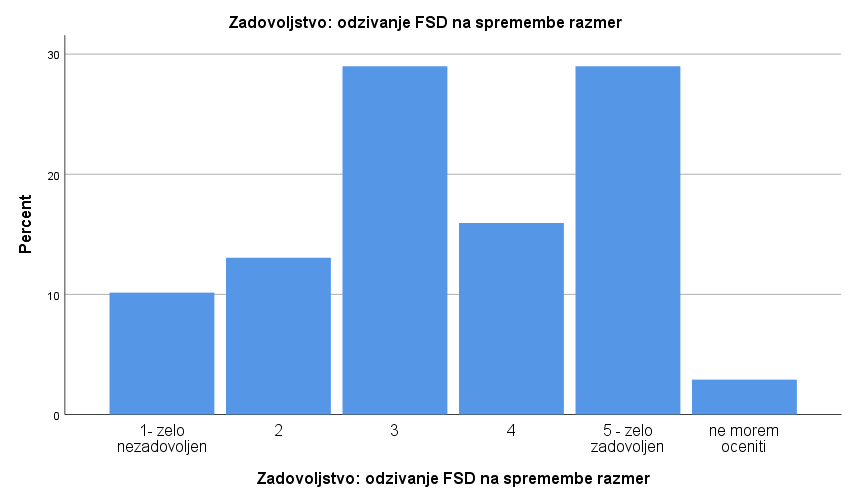 Zadovoljstvo: odzivanje FSD na spremembe razmer
30
20
10
0
Percent
1- zelo
nezadovoljen
2
3
4
5 - zelo
zadovoljen
ne morem
oceniti
Zadovoljstvo: odzivanje FSD na spremembe razmer